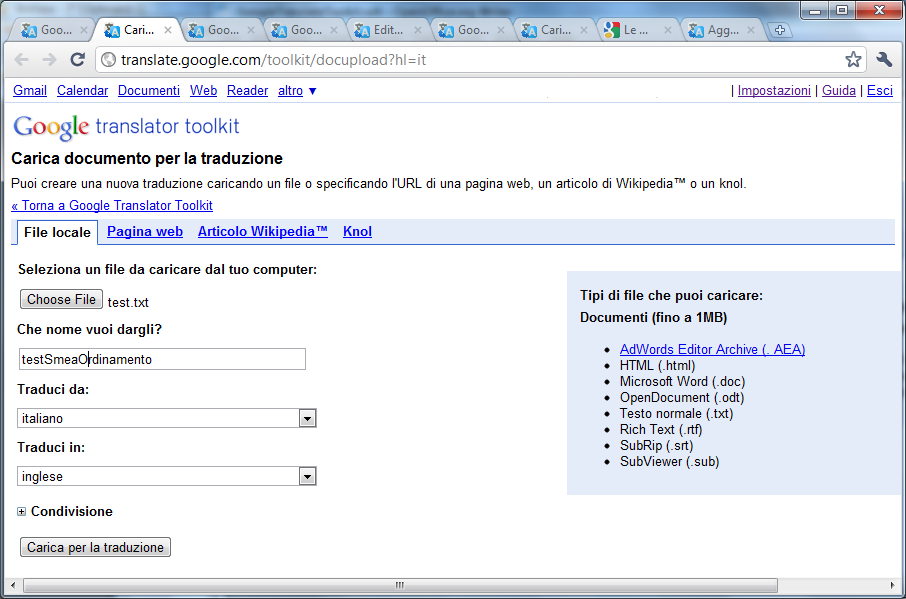 Goo...
Cari...
Goo...
Goo...
Edit...
Goo...
Cari...
Le ...
Agg...
translate.google.com/toolkit/docupload?hl=it
Gmail Calendar Documenti Web Reader altro ▼ | Impostazioni | Guida | Esci
Google translator toolkit
Carica documento per la traduzione
Puoi creare una nuova traduzione caricando un file o specificando l'URL di una pagina web, un articolo di Wikipedia™ o un knol.
« Torna a Google Translator Toolkit
File locale Pagina web Articolo Wikipedia™ Knol
Seleziona un file da caricare dal tuo computer:
Choose File test.txt
Che nome vuoi dargli?
testSmeaOrdinamento
Traduci da:
italiano
Traduci in:
inglese
Condivisione
Carica per la traduzione
Tipi di file che puoi caricare:
Documenti (fino a 1MB)
AdWords Editor Archive (. AEA)
HTML (.html)
Microsoft Word (.doc)
OpenDocument (.odt)
Testo normale (.txt)
Rich Text (.rtf)
SubRip (.srt)
SubViewer (.sub)